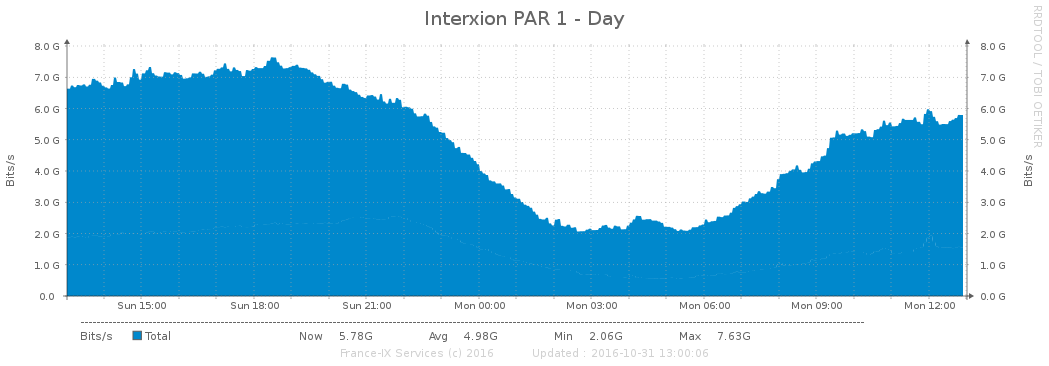 Interxion PAR 1 - Day
RRDTOOL / TOBI OETIKER
Bits/s
8.0 G 8.0 G
7.0 G 7.0 G
6.0 G 6.0 G
5.0 G 5.0 G
4.0 G 4.0 G
3.0 G 3.0 G
2.0 G 2.0 G
1.0 G 1.0 G
0.0 0.0 G
Bits/s
Sun 15:00 Sun 18:00 Sun 21:00 Mon 00:00 Mon 03:00 Mon 06:00 Mon 09:00 Mon 12:00
Bits/s Total Now 5.78G Avg 4.98G Min 2.06G Max 7.63G
France-IX Services (c) 2016 Updated : 2016-10-31 13:00:06